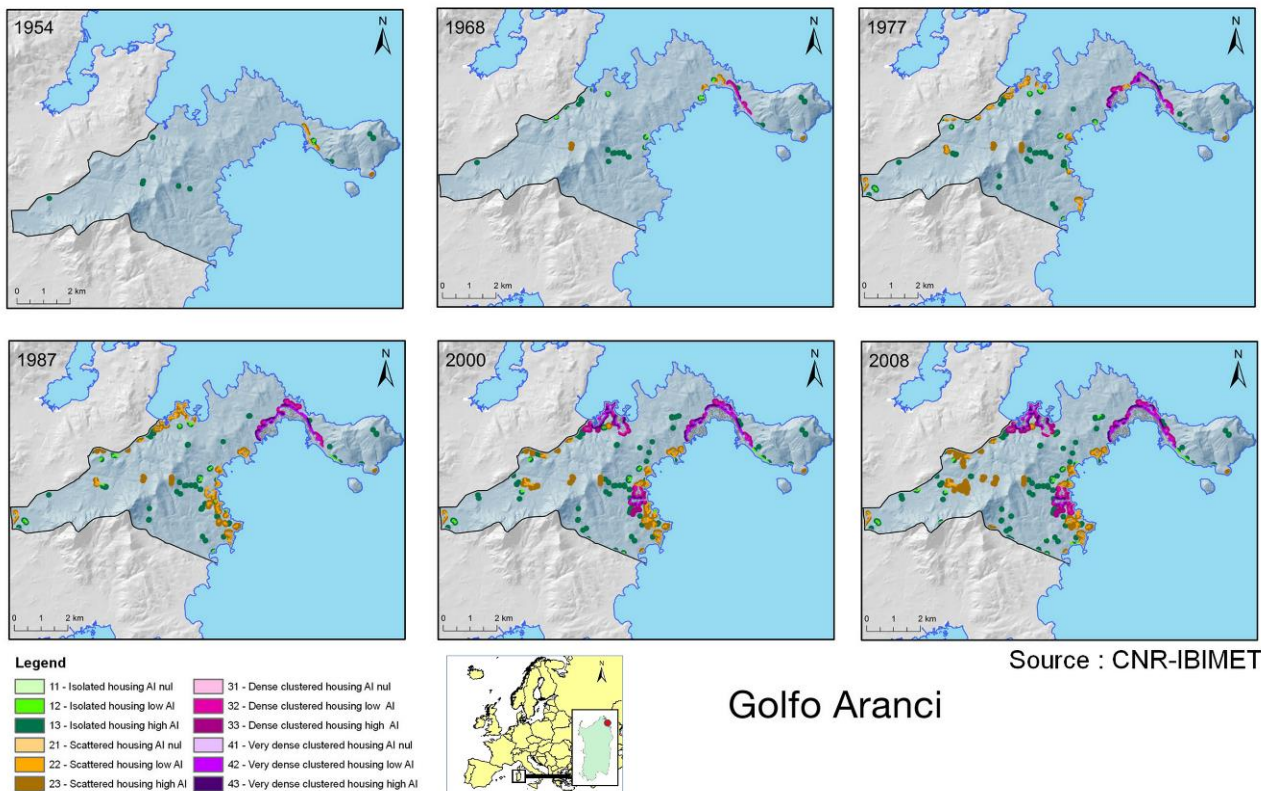 1954
N
0 1 2 km
1968
N
0 1 2 km
1977
N
0 1 2 km
1987
N
0 1 2 km
2000
N
0 1 2 km
2008
N
0 1 2 km
Source : CNR-IBIMET
Legend
11 - Isolated housing AI nul
12 - Isolated housing low AI
13 - Isolated housing high AI
21 - Scattered housing AI nul
22 - Scattered housing low AI
23 - Scattered housing high AI
31 - Dense clustered housing AI nul
32 - Dense clustered housing low AI
33 - Dense clustered housing high AI
41 - Very dense clustered housing AI nul
42 - Very dense clustered housing low AI
43 - Very dense clustered housing high AI
N
Golfo Aranci